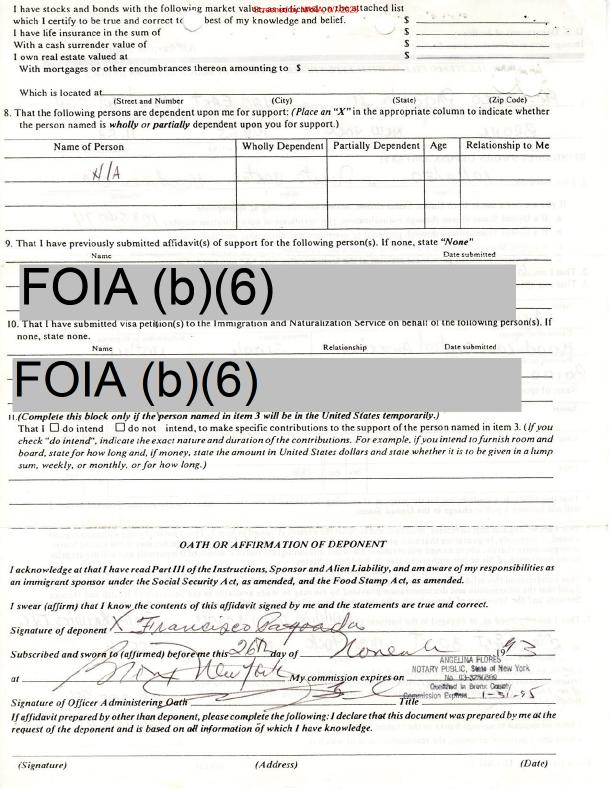 I have stocks and bonds with the following market value, as indicated on the attached list
which I certify to be true and correct to best of my knowledge and belief. $
I have life insurance in the sum of $
With a cash surrender value of $
I own real estate valued at $
With mortgages or other encumbrances thereon amounting to $
Which is located at
(Street and Number) (City) (State) (Zip Code)
8. That the following persons are dependent upon me for support: (Place an "X" in the appropriate column to indicate whether
the person named is wholly or partially dependent upon you for support.)
Name of Person Wholly Dependent Partially Dependent Age Relationship to Me
N/A
9. That I have previously submitted affidavit(s) of support for the following person(s). If none, state "None"
Name Date submitted
FOIA (b)(6)
10. That I have submitted visa petition(s) to the Immigration and Naturalization Service on behalf of the following person(s). If
none, state none.
Name Relationship Date submitted
FOIA (b)(6)
11.(Complete this block only if the person named in item 3 will be in the United States temporarily.)
That I ☐ do intend ☐ do not intend, to make specific contributions to the support of the person named in item 3. (If you
check "do intend", indicate the exact nature and duration of the contributions. For example, if you intend to furnish room and
board, state for how long and, if money, state the amount in United States dollars and state whether it is to be given in a lump
sum, weekly, or monthly, or for how long.)
OATH OR AFFIRMATION OF DEPONENT
I acknowledge at that I have read Part III of the Instructions, Sponsor and Alien Liability, and am aware of my responsibilities as
an immigrant sponsor under the Social Security Act, as amended, and the Food Stamp Act, as amended.
I swear (affirm) that I know the contents of this affidavit signed by me and the statements are true and correct.
Signature of deponent X Francisco
Subscribed and sworn to (affirmed) before me this 26th day of 1993
ANGELINA FLORES
NOTARY PUBLIC, State of New York
at Bronx New York My commission expires on
No.
Qualified in Bronx County
Commission Expires 1-31-95
Signature of Officer Administering Oath Title
If affidavit prepared by other than deponent, please complete the following: I declare that this document was prepared by me at the
request of the deponent and is based on all information of which I have knowledge.
(Signature) (Address) (Date)